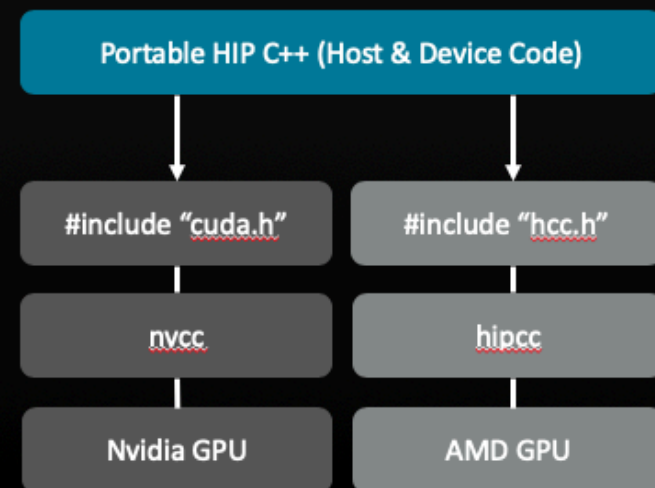 Portable HIP C++ (Host & Device Code)
#include “cuda.h”
#include “hcc.h”
nvcc
hipcc
Nvidia GPU
AMD GPU